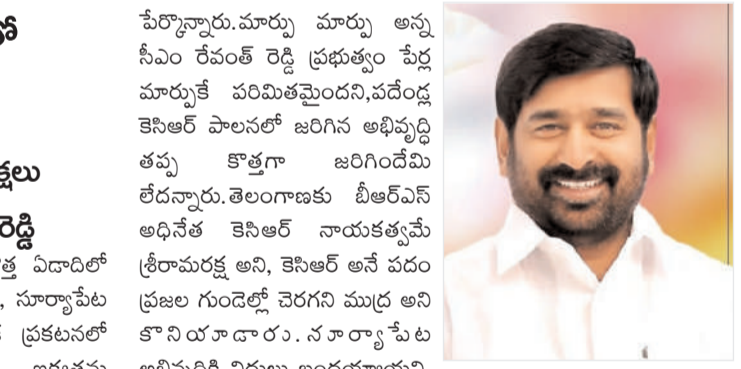 క్షలు
రెడ్డి
ఏడాదిలో
సూర్యాపేట
ప్రకటనలో
పేర్కొన్నారు.మార్పు మార్పు అన్న
సీఎం రేవంత్ రెడ్డి ప్రభుత్వం పేర్ల
మార్పుకే పరిమితమైందని,పదేండ్ల
కెసిఆర్ పాలనలో జరిగిన అభివృద్ధి
తప్ప కొత్తగా జరిగిందేమి
లేదన్నారు.తెలంగాణకు బీఆర్ఎస్
అధినేత కెసిఆర్ నాయకత్వమే
శ్రీరామరక్ష అని, కెసిఆర్ అనే పదం
ప్రజల గుండెల్లో చెరగని ముద్ర అని
కొనియాడారు. సూర్యాపేట